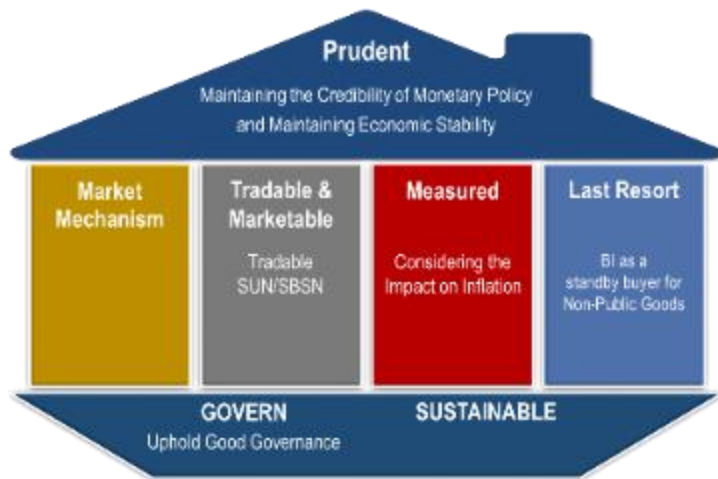 Prudent
Maintaining the Credibility of Monetary Policy
and Maintaining Economic Stability
Market
Mechanism
Tradable &
Marketable
Tradable
SUN/SBSN
Measured
Considering the
Impact on Inflation
Last Resort
BI as a
standby buyer for
Non-Public Goods
GOVERN
Uphold Good Governance
SUSTAINABLE